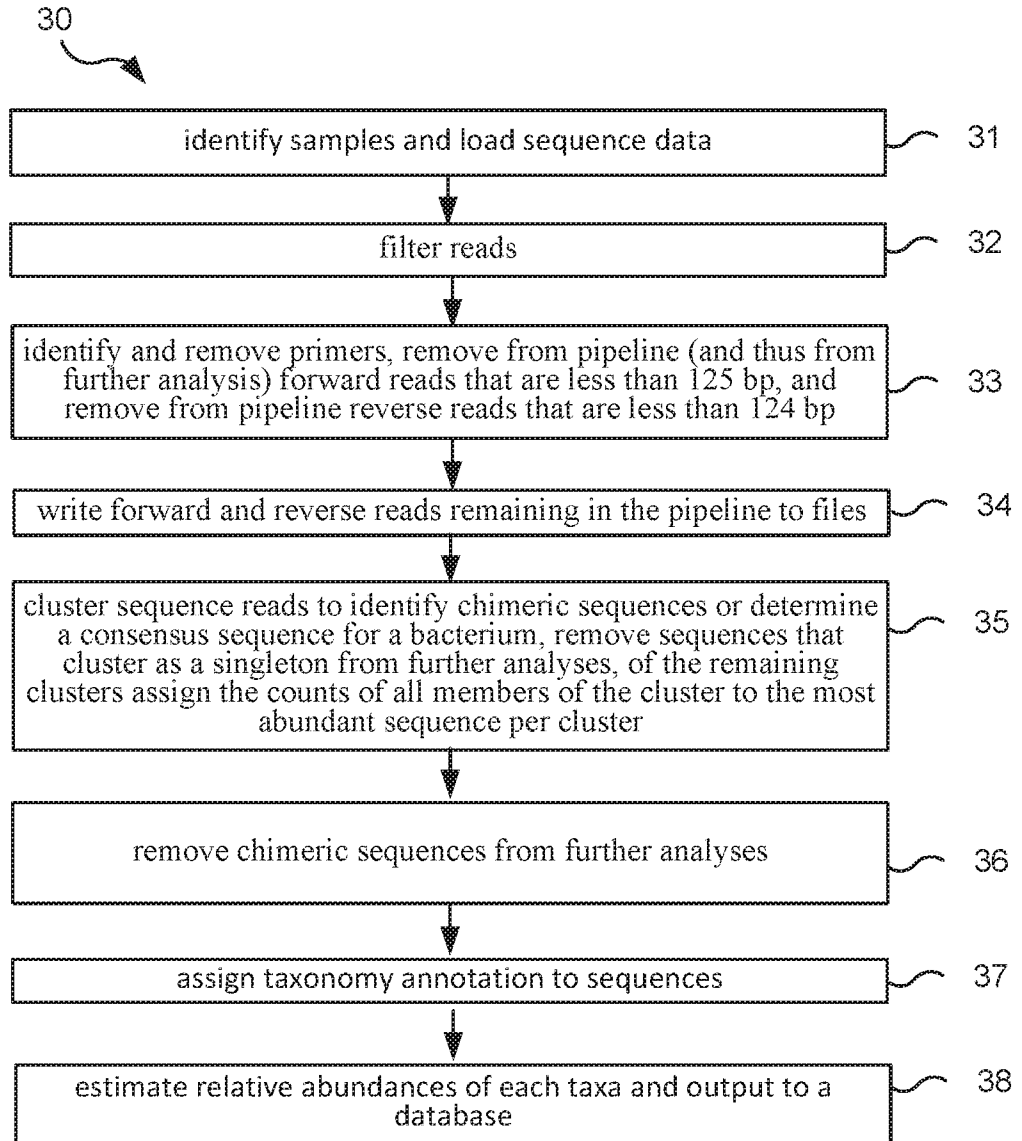 30
identify samples and load sequence data
31
filter reads
32
identify and remove primers, remove from pipeline (and thus from
further analysis) forward reads that are less than 125 bp, and
remove from pipeline reverse reads that are less than 124 bp
33
write forward and reverse reads remaining in the pipeline to files
34
cluster sequence reads to identify chimeric sequences or determine
a consensus sequence for a bacterium, remove sequences that
cluster as a singleton from further analyses, of the remaining
clusters assign the counts of all members of the cluster to the most
abundant sequence per cluster
35
remove chimeric sequences from further analyses
36
assign taxonomy annotation to sequences
37
estimate relative abundances of each taxa and output to a
database
38